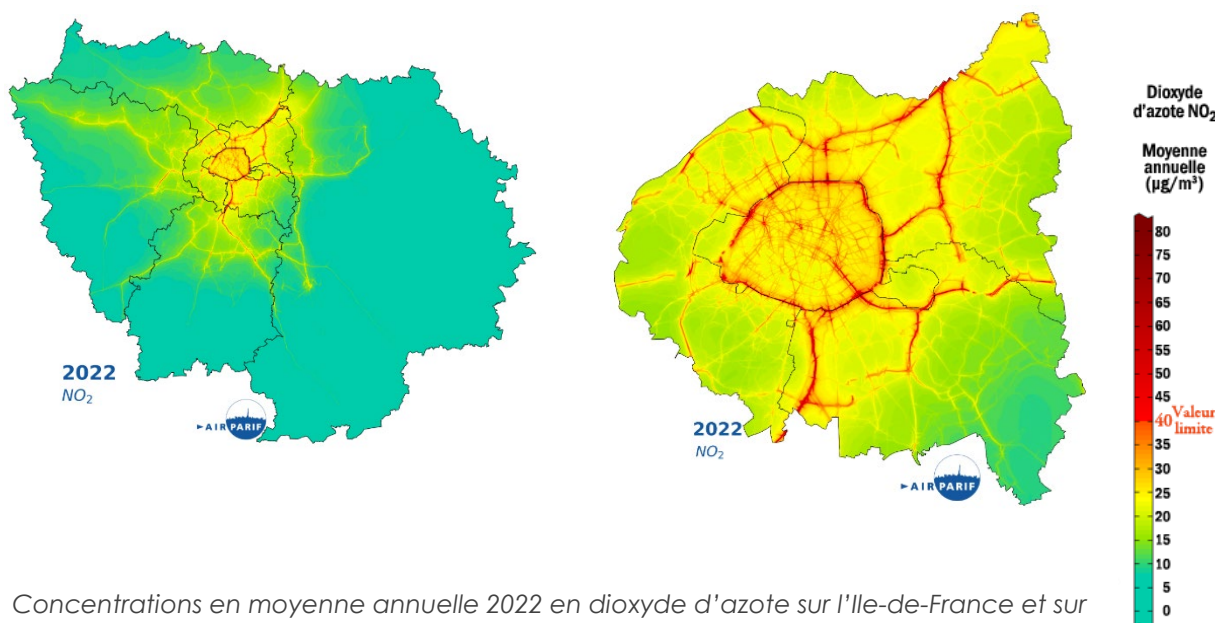 2022
NO₂
AIRPARIF
2022
NO₂
AIRPARIF
Dioxyde
d'azote NO₂
Moyenne
annuelle
(µg/m³)
80
75
70
65
60
55
50
45
40 Valeur
limite
35
30
25
20
15
10
5
0
Concentrations en moyenne annuelle 2022 en dioxyde d’azote sur l’Ile-de-France et sur